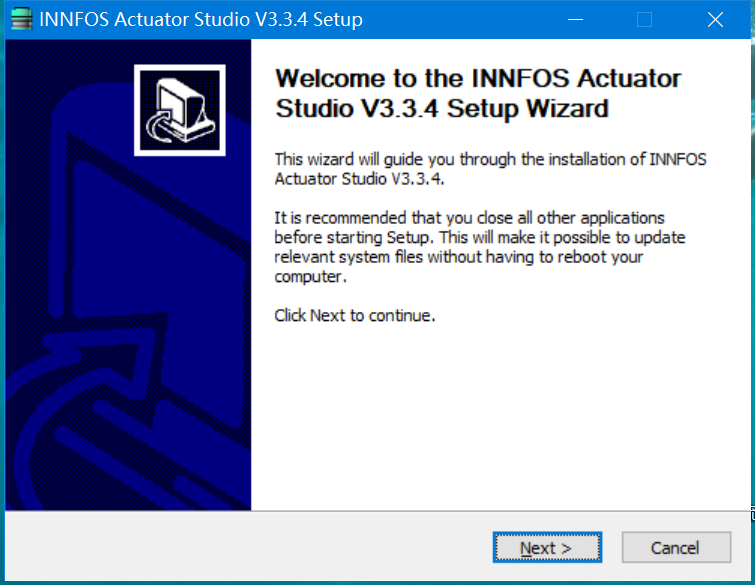 INNFOS Actuator Studio V3.3.4 Setup
Welcome to the INNFOS Actuator
Studio V3.3.4 Setup Wizard
This wizard will guide you through the installation of INNFOS
Actuator Studio V3.3.4.
It is recommended that you close all other applications
before starting Setup. This will make it possible to update
relevant system files without having to reboot your
computer.
Click Next to continue.
Next >
Cancel